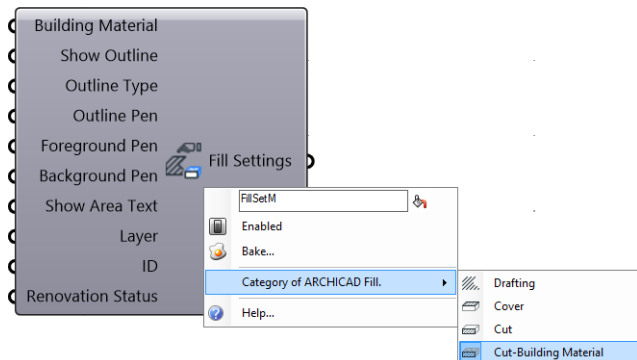 Building Material
Show Outline
Outline Type
Outline Pen
Foreground Pen
Background Pen
Show Area Text
Layer
ID
Renovation Status
Fill Settings
FillSetM
Enabled
Bake...
Category of ARCHICAD Fill.
Help...
Drafting
Cover
Cut
Cut-Building Material